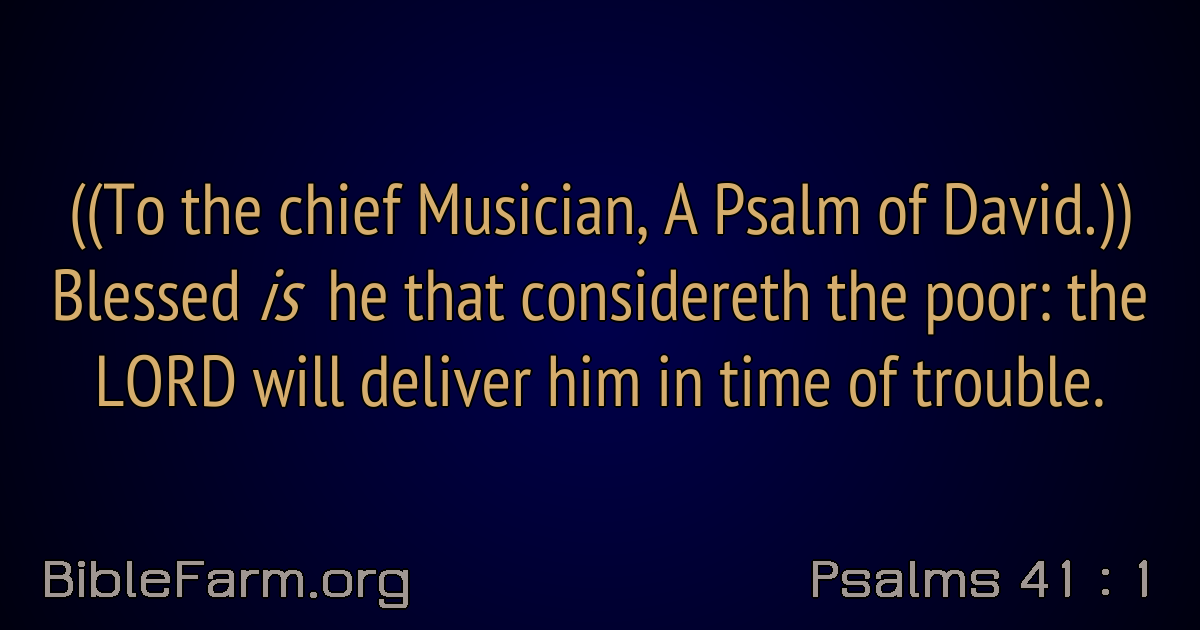 ((To the chief Musician, A Psalm of David.))
Blessed is he that considereth the poor: the
LORD will deliver him in time of trouble.
BibleFarm.org
Psalms 41 : 1